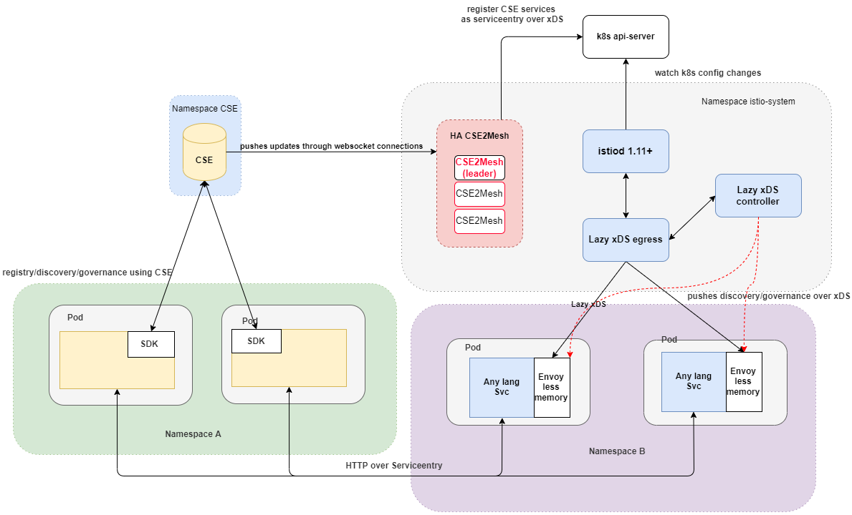 register CSE services
as serviceentry over xDS
k8s api-server
watch k8s config changes
Namespace istio-system
Namespace CSE
CSE
pushes updates through websocket connections
HA CSE2Mesh
CSE2Mesh
(leader)
CSE2Mesh
CSE2Mesh
istiod 1.11+
Lazy xDS
controller
Lazy xDS egress
registry/discovery/governance using CSE
Lazy xDS
pushes discovery/governance over xDS
Pod
SDK
Pod
SDK
Namespace A
Pod
Any lang
Svc
Envoy
less
memory
Pod
Any lang
Svc
Envoy
less
memory
Namespace B
HTTP over Serviceentry